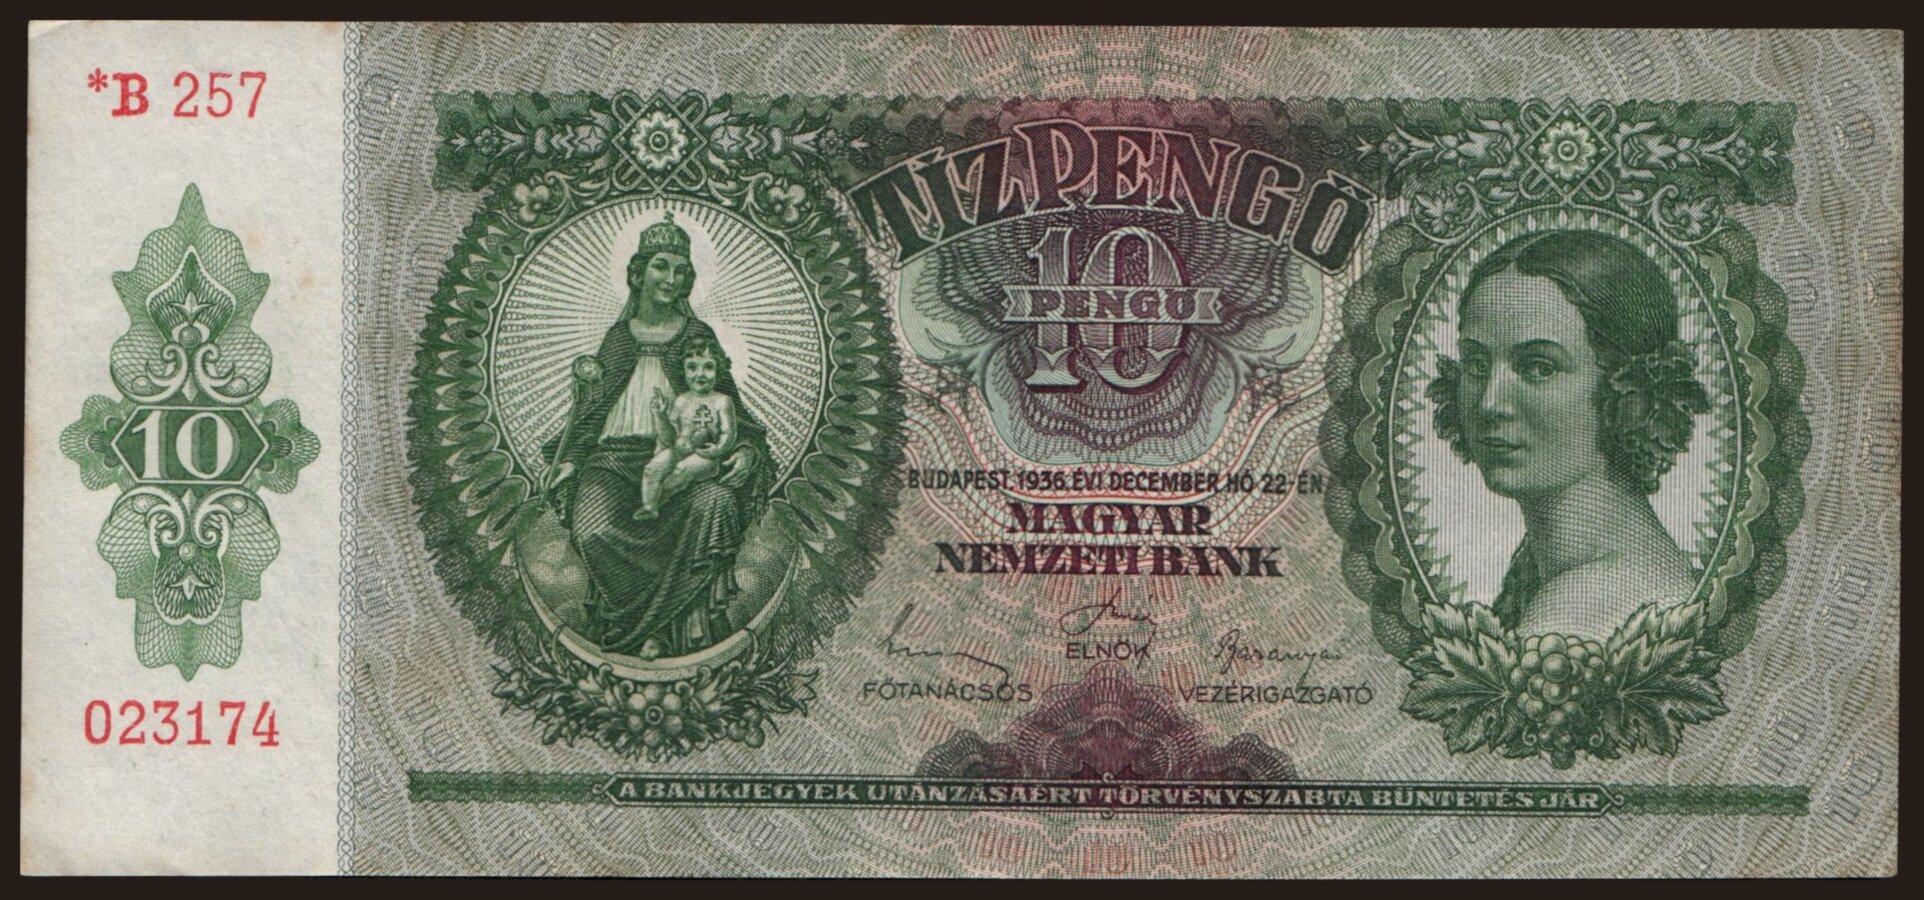 *B 257
10
023174
TÍZ PENGŐ
10
PENGŐ
BUDAPEST, 1936. ÉVI DECEMBER HÓ 22-ÉN
MAGYAR
NEMZETI BANK
ELNÖK
FŐTANÁCSOS
VEZÉRIGAZGATÓ
A BANKJEGYEK UTÁNZÁSÁÉRT TÖRVÉNYSZABTA BÜNTETÉS JÁR